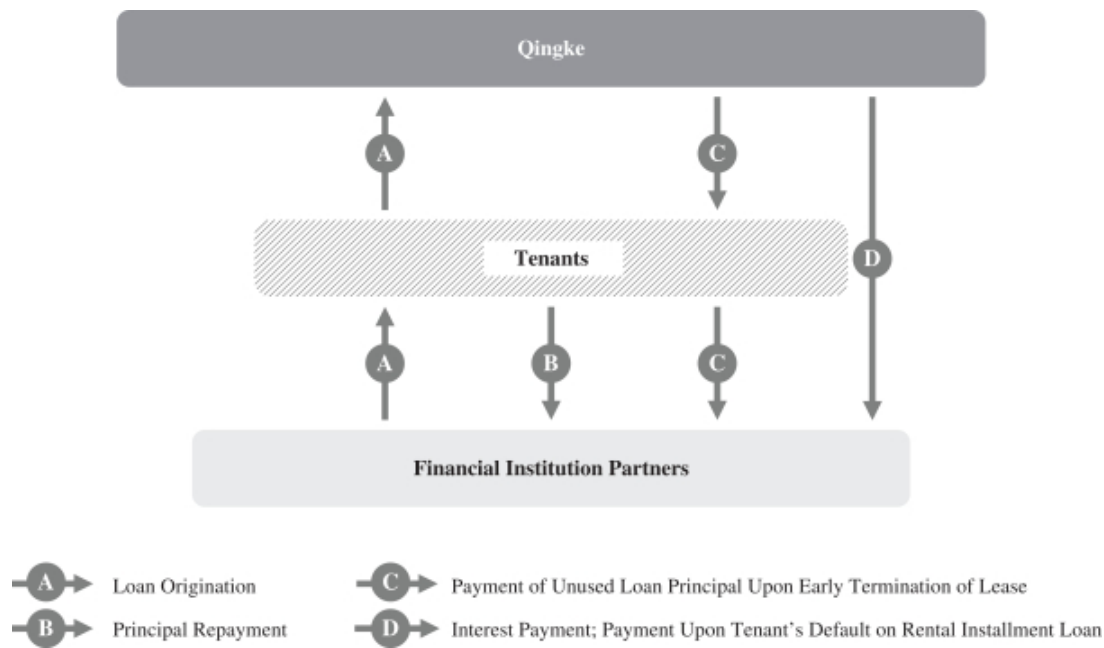 Qingke
A
C
Tenants
D
A
B
C
Financial Institution Partners
A Loan Origination
C Payment of Unused Loan Principal Upon Early Termination of Lease
B Principal Repayment
D Interest Payment; Payment Upon Tenant's Default on Rental Installment Loan